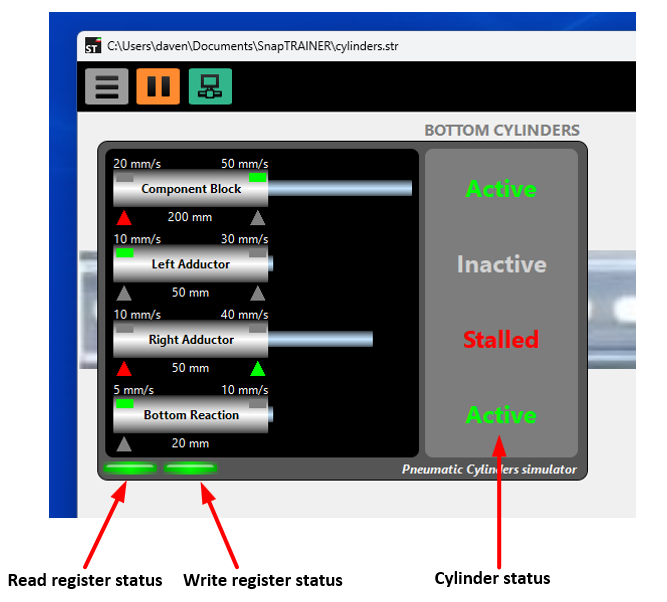 ST C:\Users\daven\Documents\SnapTRAINER\cylinders.str
BOTTOM CYLINDERS
20 mm/s 50 mm/s
Component Block
200 mm
Active
10 mm/s 30 mm/s
Left Adductor
50 mm
Inactive
10 mm/s 40 mm/s
Right Adductor
50 mm
Stalled
5 mm/s 10 mm/s
Bottom Reaction
20 mm
Active
Pneumatic Cylinders simulator
Read register status Write register status Cylinder status